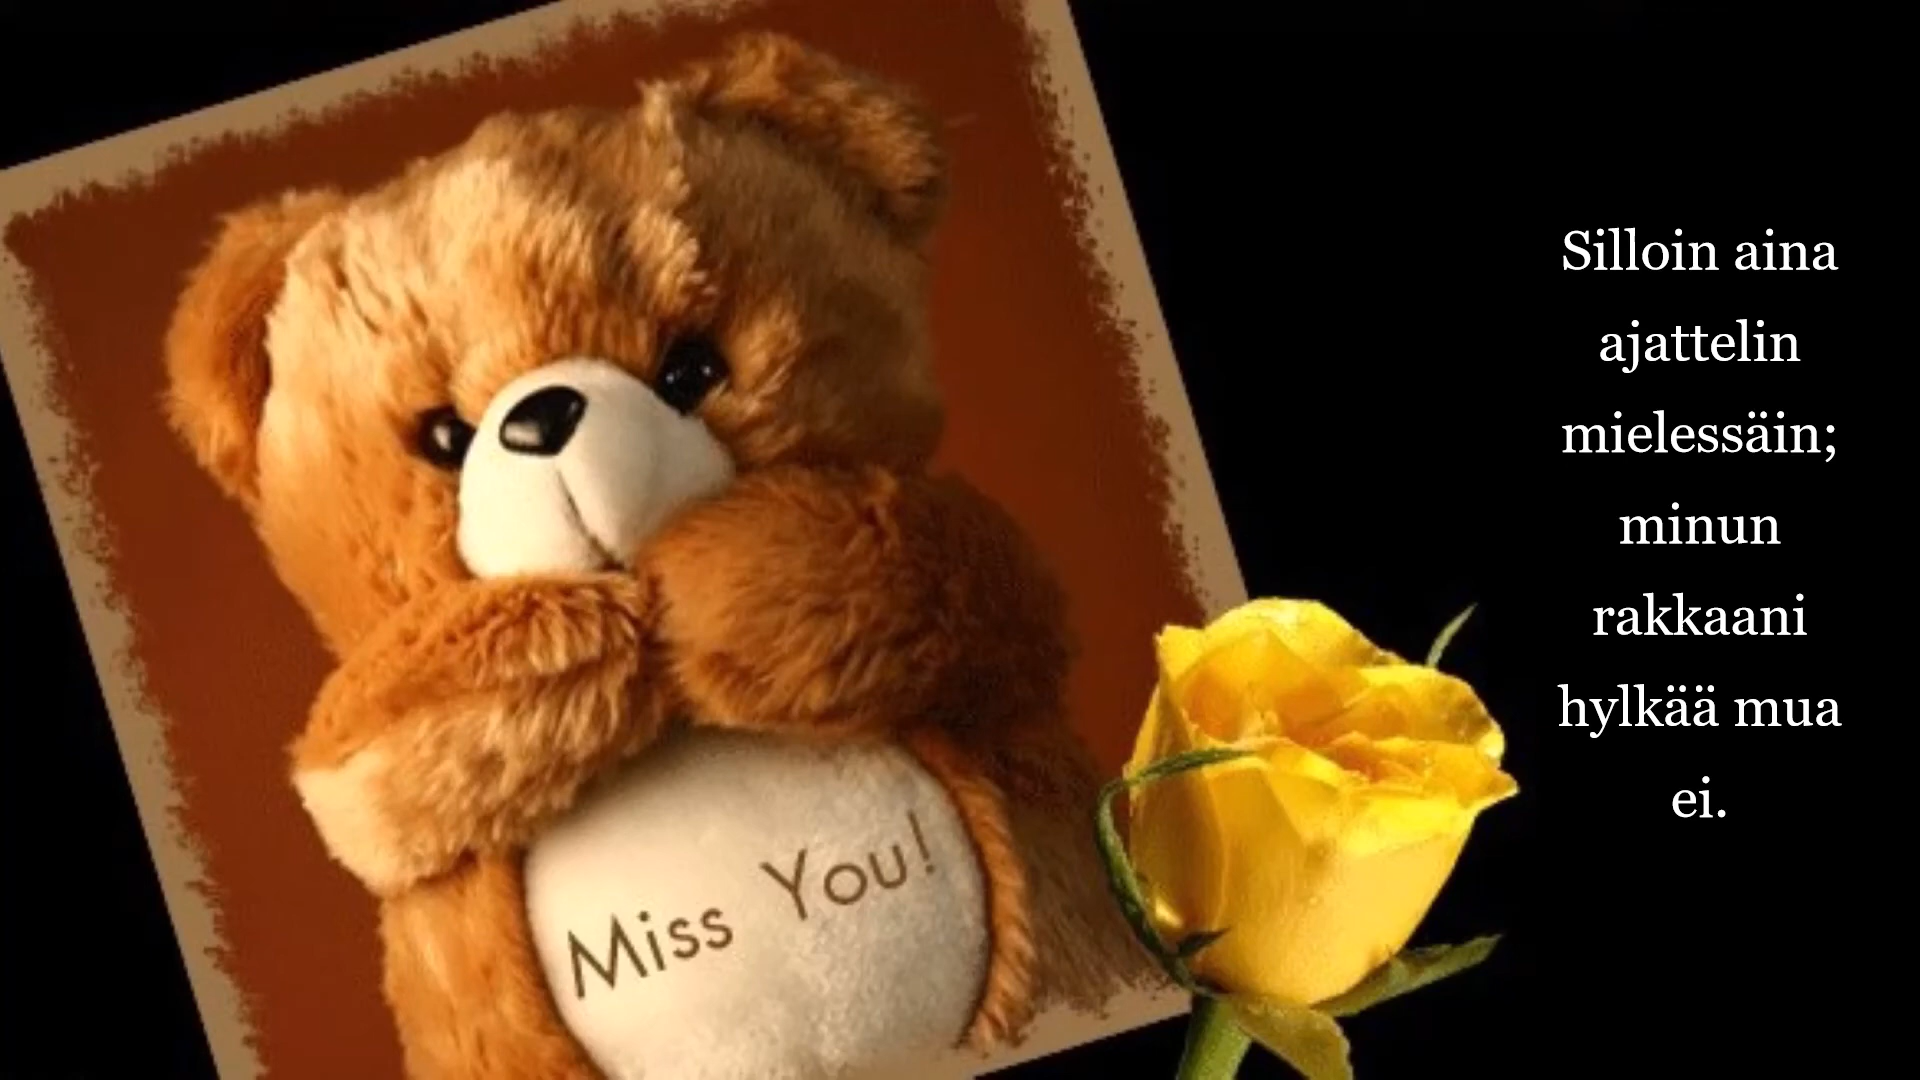 Silloin aina
ajattelin
mielessäin;
minun
rakkaani
hylkää mua
ei.
Miss You!